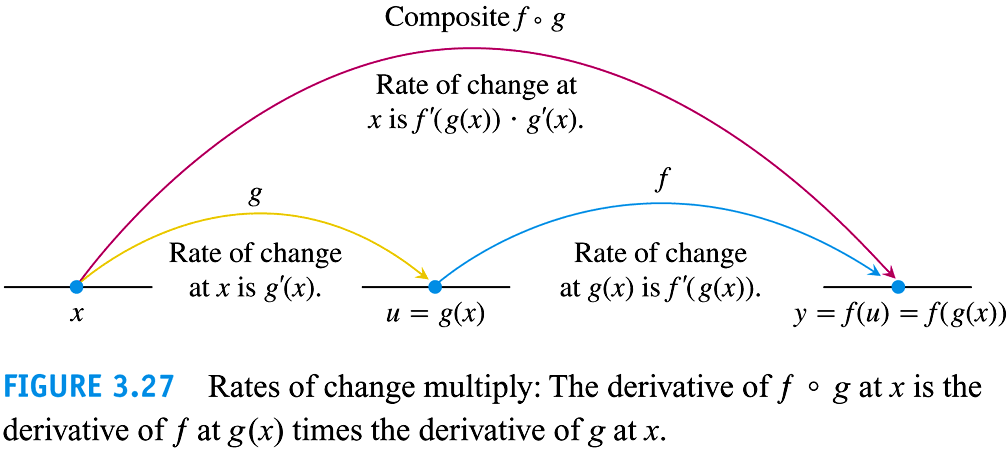 Composite f ∘ g
Rate of change at
x is f′(g(x)) · g′(x).
g
f
Rate of change
at x is g′(x).
Rate of change
at g(x) is f′(g(x)).
x
u = g(x)
y = f(u) = f(g(x))
FIGURE 3.27 Rates of change multiply: The derivative of f ∘ g at x is the
derivative of f at g(x) times the derivative of g at x.